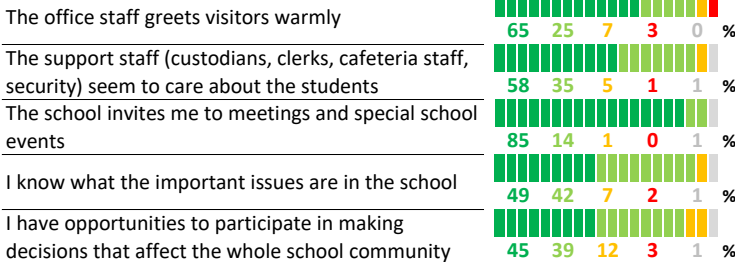 The office staff greets visitors warmly
65 25 7 3 0 %
The support staff (custodians, clerks, cafeteria staff,
security) seem to care about the students
58 35 5 1 1 %
The school invites me to meetings and special school
events
85 14 1 0 1 %
I know what the important issues are in the school
49 42 7 2 1 %
I have opportunities to participate in making
decisions that affect the whole school community
45 39 12 3 1 %